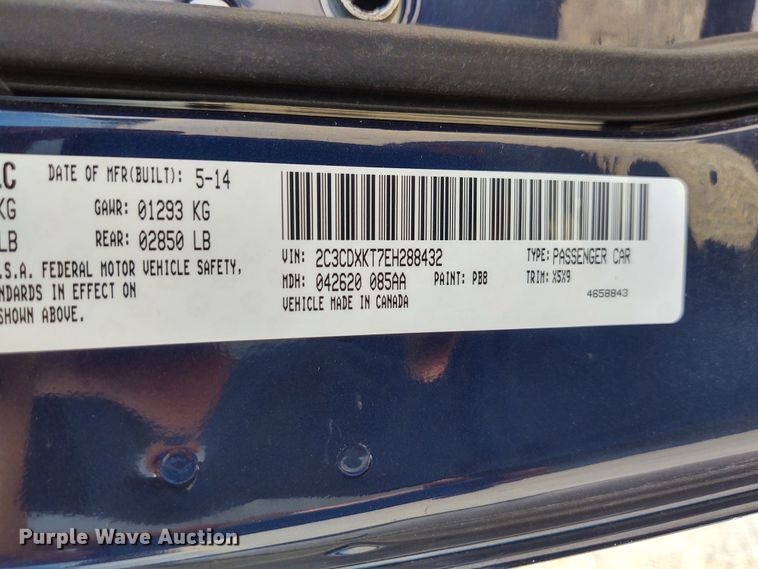 LC DATE OF MFR(BUILT): 5-14
KG GAWR: 01293 KG
LB REAR: 02850 LB
.S.A. FEDERAL MOTOR VEHICLE SAFETY,
NDARDS IN EFFECT ON
SHOWN ABOVE.
VIN: 2C3CDXKT7EH288432 TYPE: PASSENGER CAR
MDH: 042620 085AA PAINT: PB8 TRIM: X5X9
VEHICLE MADE IN CANADA 4658843
Purple Wave Auction